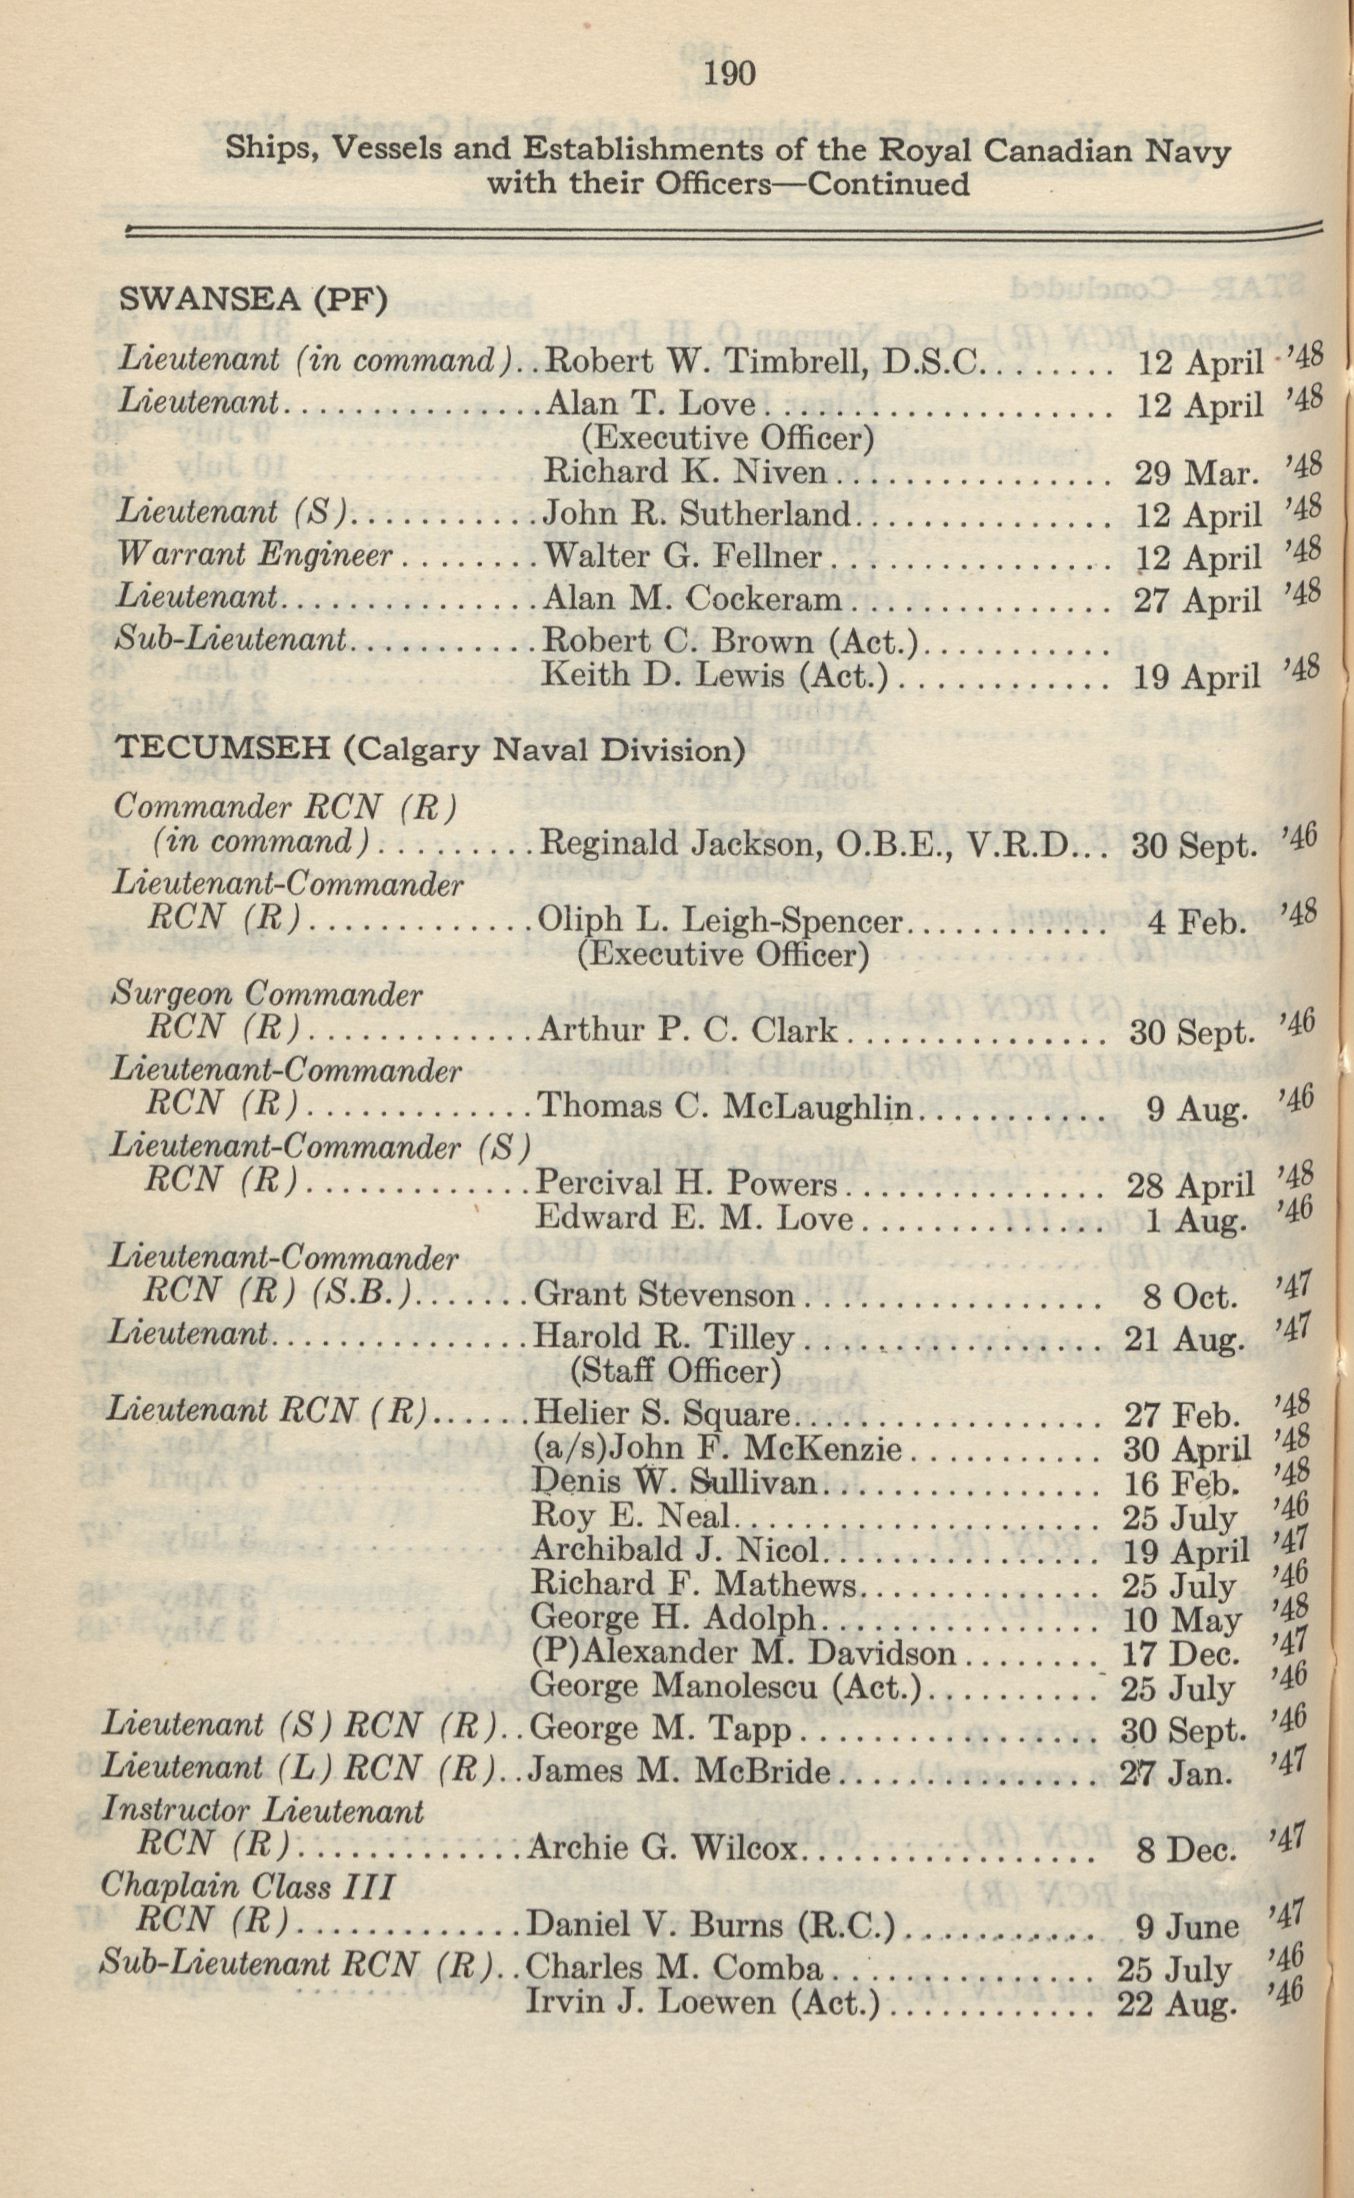 190
Ships, Vessels and Establishments of the Royal Canadian Navy
with their Officers—Continued
SWANSEA (PF)
Lieutenant (in command)..Robert W. Timbrell, D.S.C........ 12 April '48
Lieutenant...............Alan T. Love.................... 12 April '48
(Executive Officer)
Richard K. Niven................ 29 Mar. '48
Lieutenant (S)...........John R. Sutherland............... 12 April '48
Warrant Engineer........Walter G. Fellner................. 12 April '48
Lieutenant...............Alan M. Cockeram............... 27 April '48
Sub-Lieutenant...........Robert C. Brown (Act.)...........
Keith D. Lewis (Act.)............. 19 April '48
TECUMSEH (Calgary Naval Division)
Commander RCN (R)
(in command).........Reginald Jackson, O.B.E., V.R.D... 30 Sept. '46
Lieutenant-Commander
RCN (R).............Oliph L. Leigh-Spencer............ 4 Feb. '48
(Executive Officer)
Surgeon Commander
RCN (R).............Arthur P. C. Clark............... 30 Sept. '46
Lieutenant-Commander
RCN (R).............Thomas C. McLaughlin........... 9 Aug. '46
Lieutenant-Commander (S)
RCN (R).............Percival H. Powers............... 28 April '48
Edward E. M. Love.............. 1 Aug. '46
Lieutenant-Commander
RCN (R) (S.B.).......Grant Stevenson................. 8 Oct. '47
Lieutenant...............Harold R. Tilley................. 21 Aug. '47
(Staff Officer)
Lieutenant RCN (R)......Helier S. Square.................. 27 Feb. '48
(a/s)John F. McKenzie........... 30 April '48
Denis W. Sullivan................ 16 Feb. '48
Roy E. Neal..................... 25 July '46
Archibald J. Nicol................ 19 April '47
Richard F. Mathews.............. 25 July '46
George H. Adolph................ 10 May '48
(P)Alexander M. Davidson........ 17 Dec. '47
George Manolescu (Act.).......... 25 July '46
Lieutenant (S) RCN (R)..George M. Tapp................. 30 Sept. '46
Lieutenant (L) RCN (R)..James M. McBride............... 27 Jan. '47
Instructor Lieutenant
RCN (R).............Archie G. Wilcox................. 8 Dec. '47
Chaplain Class III
RCN (R).............Daniel V. Burns (R.C.)........... 9 June '47
Sub-Lieutenant RCN (R)..Charles M. Comba............... 25 July '46
Irvin J. Loewen (Act.)............ 22 Aug. '46